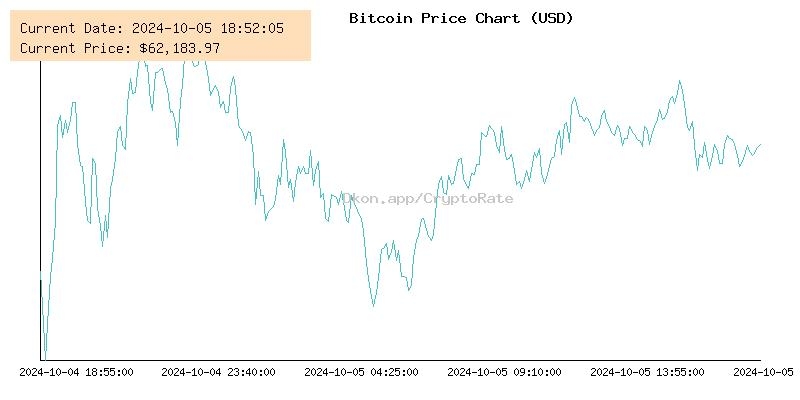 Bitcoin Price Chart (USD)
Current Date: 2024-10-05 18:52:05
Current Price: $62,183.97
Dkon.app/CryptoRate
2024-10-04 18:55:00 2024-10-04 23:40:00 2024-10-05 04:25:00 2024-10-05 09:10:00 2024-10-05 13:55:00 2024-10-05